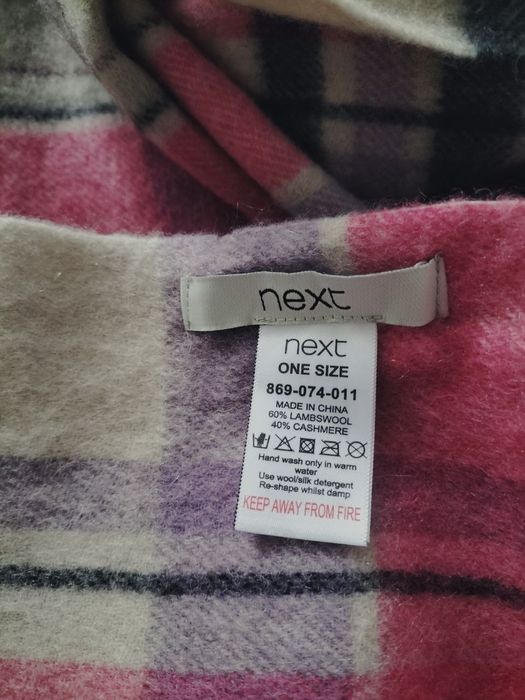 next
next
ONE SIZE
869-074-011
MADE IN CHINA
60% LAMBSWOOL
40% CASHMERE
Hand wash only in warm
water
Use wool/silk detergent
Re-shape whilst damp
KEEP AWAY FROM FIRE